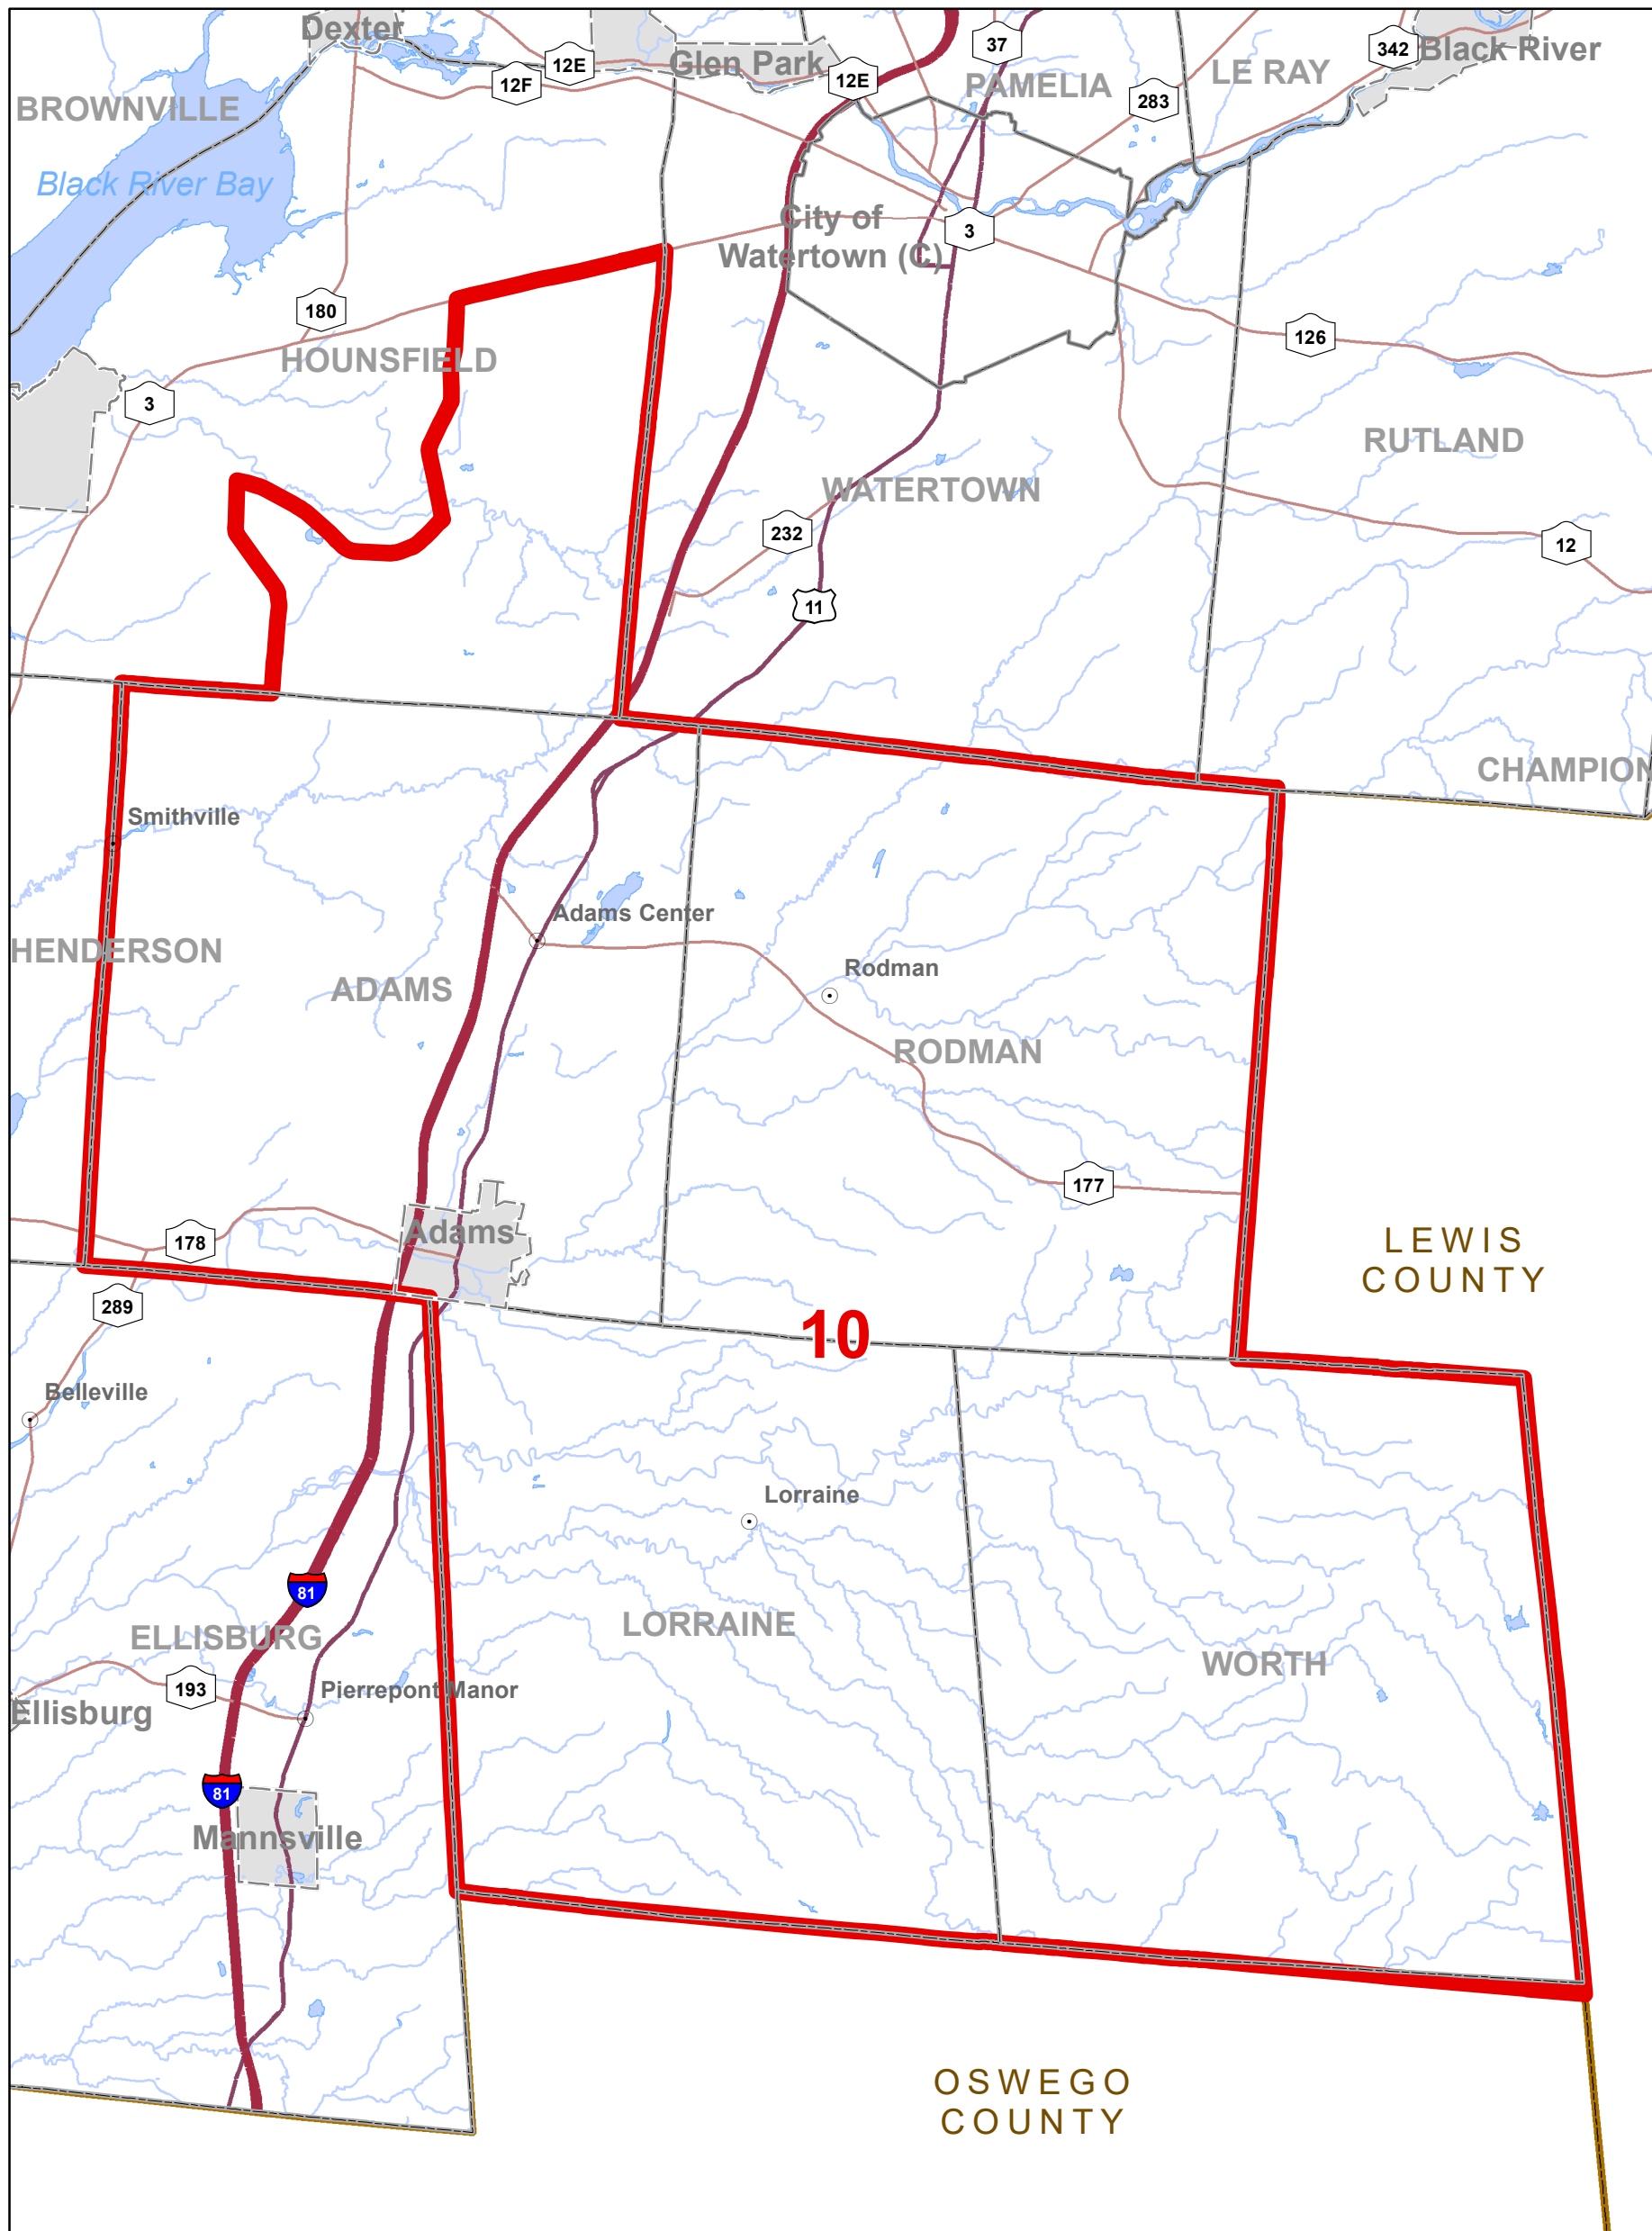 Dexter
37
342
Black River
12E
Glen Park
12E
LE RAY
12F
PAMELIA
283
BROWNVILLE
Black River Bay
City of
Watertown (C)
3
180
126
HOUNSFIELD
3
RUTLAND
WATERTOWN
232
12
11
CHAMPION
Smithville
Adams Center
HENDERSON
Rodman
ADAMS
RODMAN
177
Adams
178
LEWIS
COUNTY
289
10
Belleville
Lorraine
81
LORRAINE
ELLISBURG
WORTH
193
Pierrepont Manor
Ellisburg
81
Mannsville
OSWEGO
COUNTY